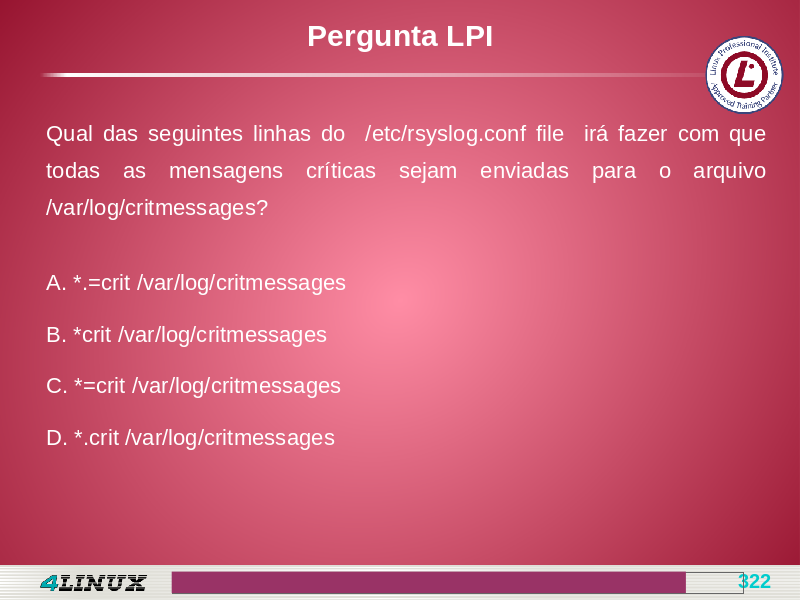 Pergunta LPI
Linux Professional Institute
Approved Training Partner
Qual das seguintes linhas do /etc/rsyslog.conf file irá fazer com que
todas as mensagens críticas sejam enviadas para o arquivo
/var/log/critmessages?
A. *.=crit /var/log/critmessages
B. *crit /var/log/critmessages
C. *=crit /var/log/critmessages
D. *.crit /var/log/critmessages
4LINUX
322